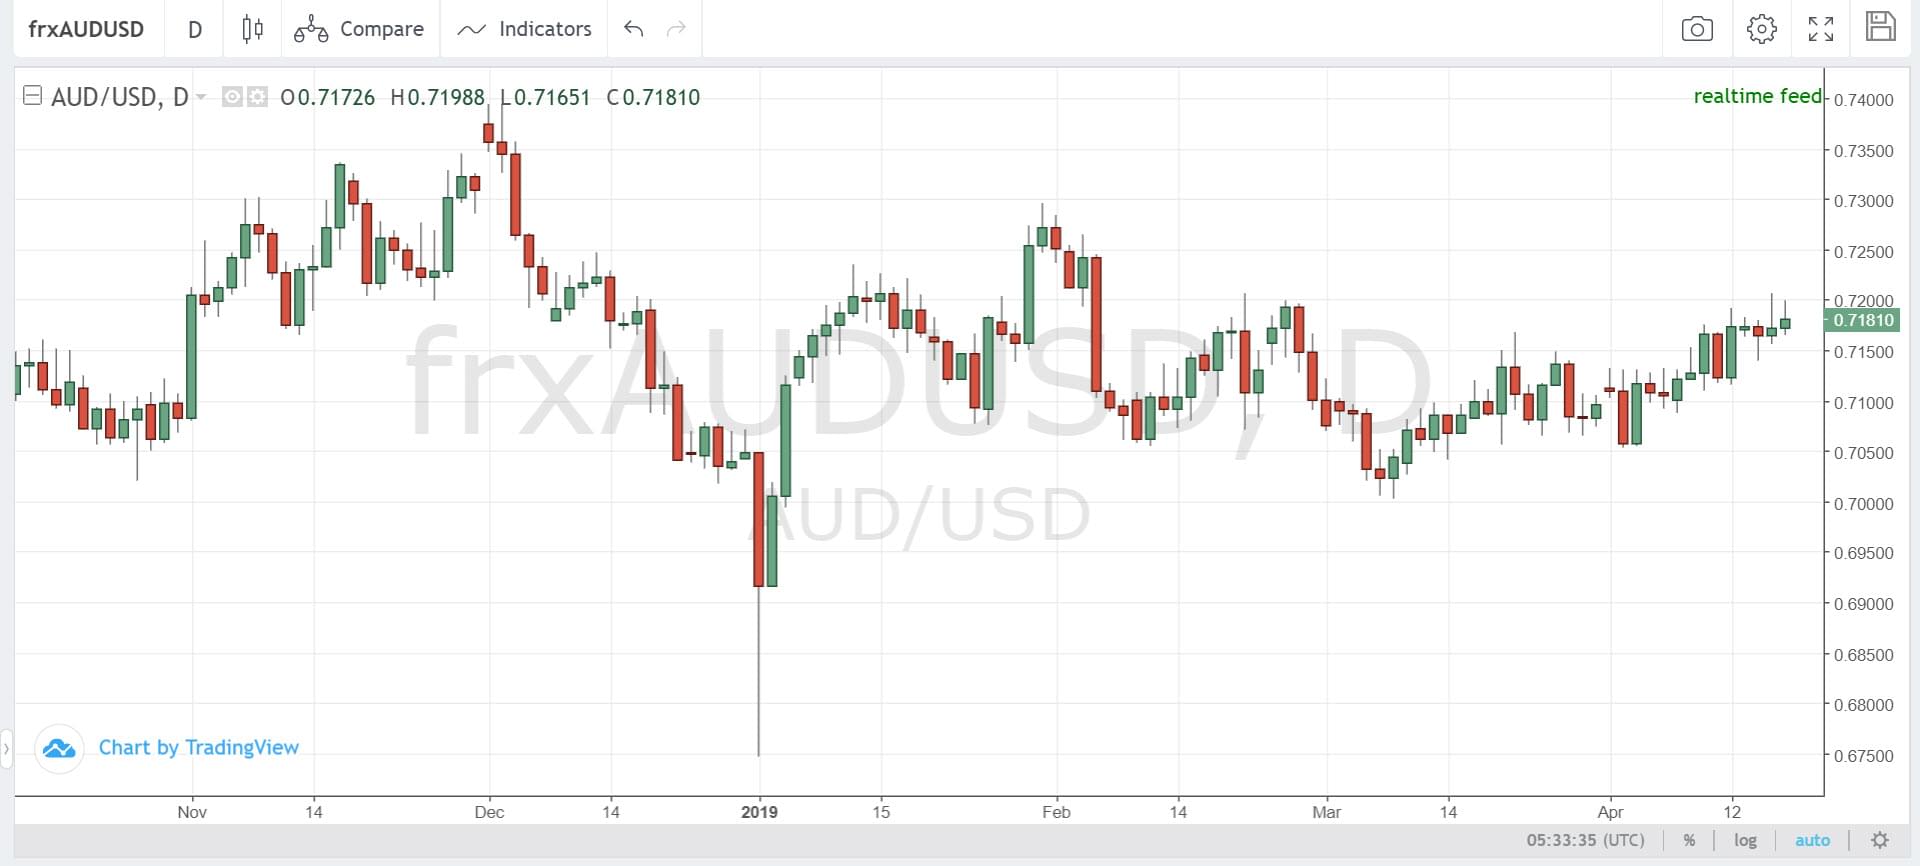 frxAUDUSD D Compare Indicators
AUD/USD, D O0.71726 H0.71988 L0.71651 C0.71810
realtime feed
0.74000
0.73500
0.73000
0.72500
0.72000
0.71810
0.71500
0.71000
0.70500
0.70000
0.69500
0.69000
0.68500
0.68000
0.67500
frxAUDUSD, D
AUD/USD
Chart by TradingView
Nov 14 Dec 14 2019 15 Feb 14 Mar 14 Apr 12
05:33:35 (UTC) % log auto